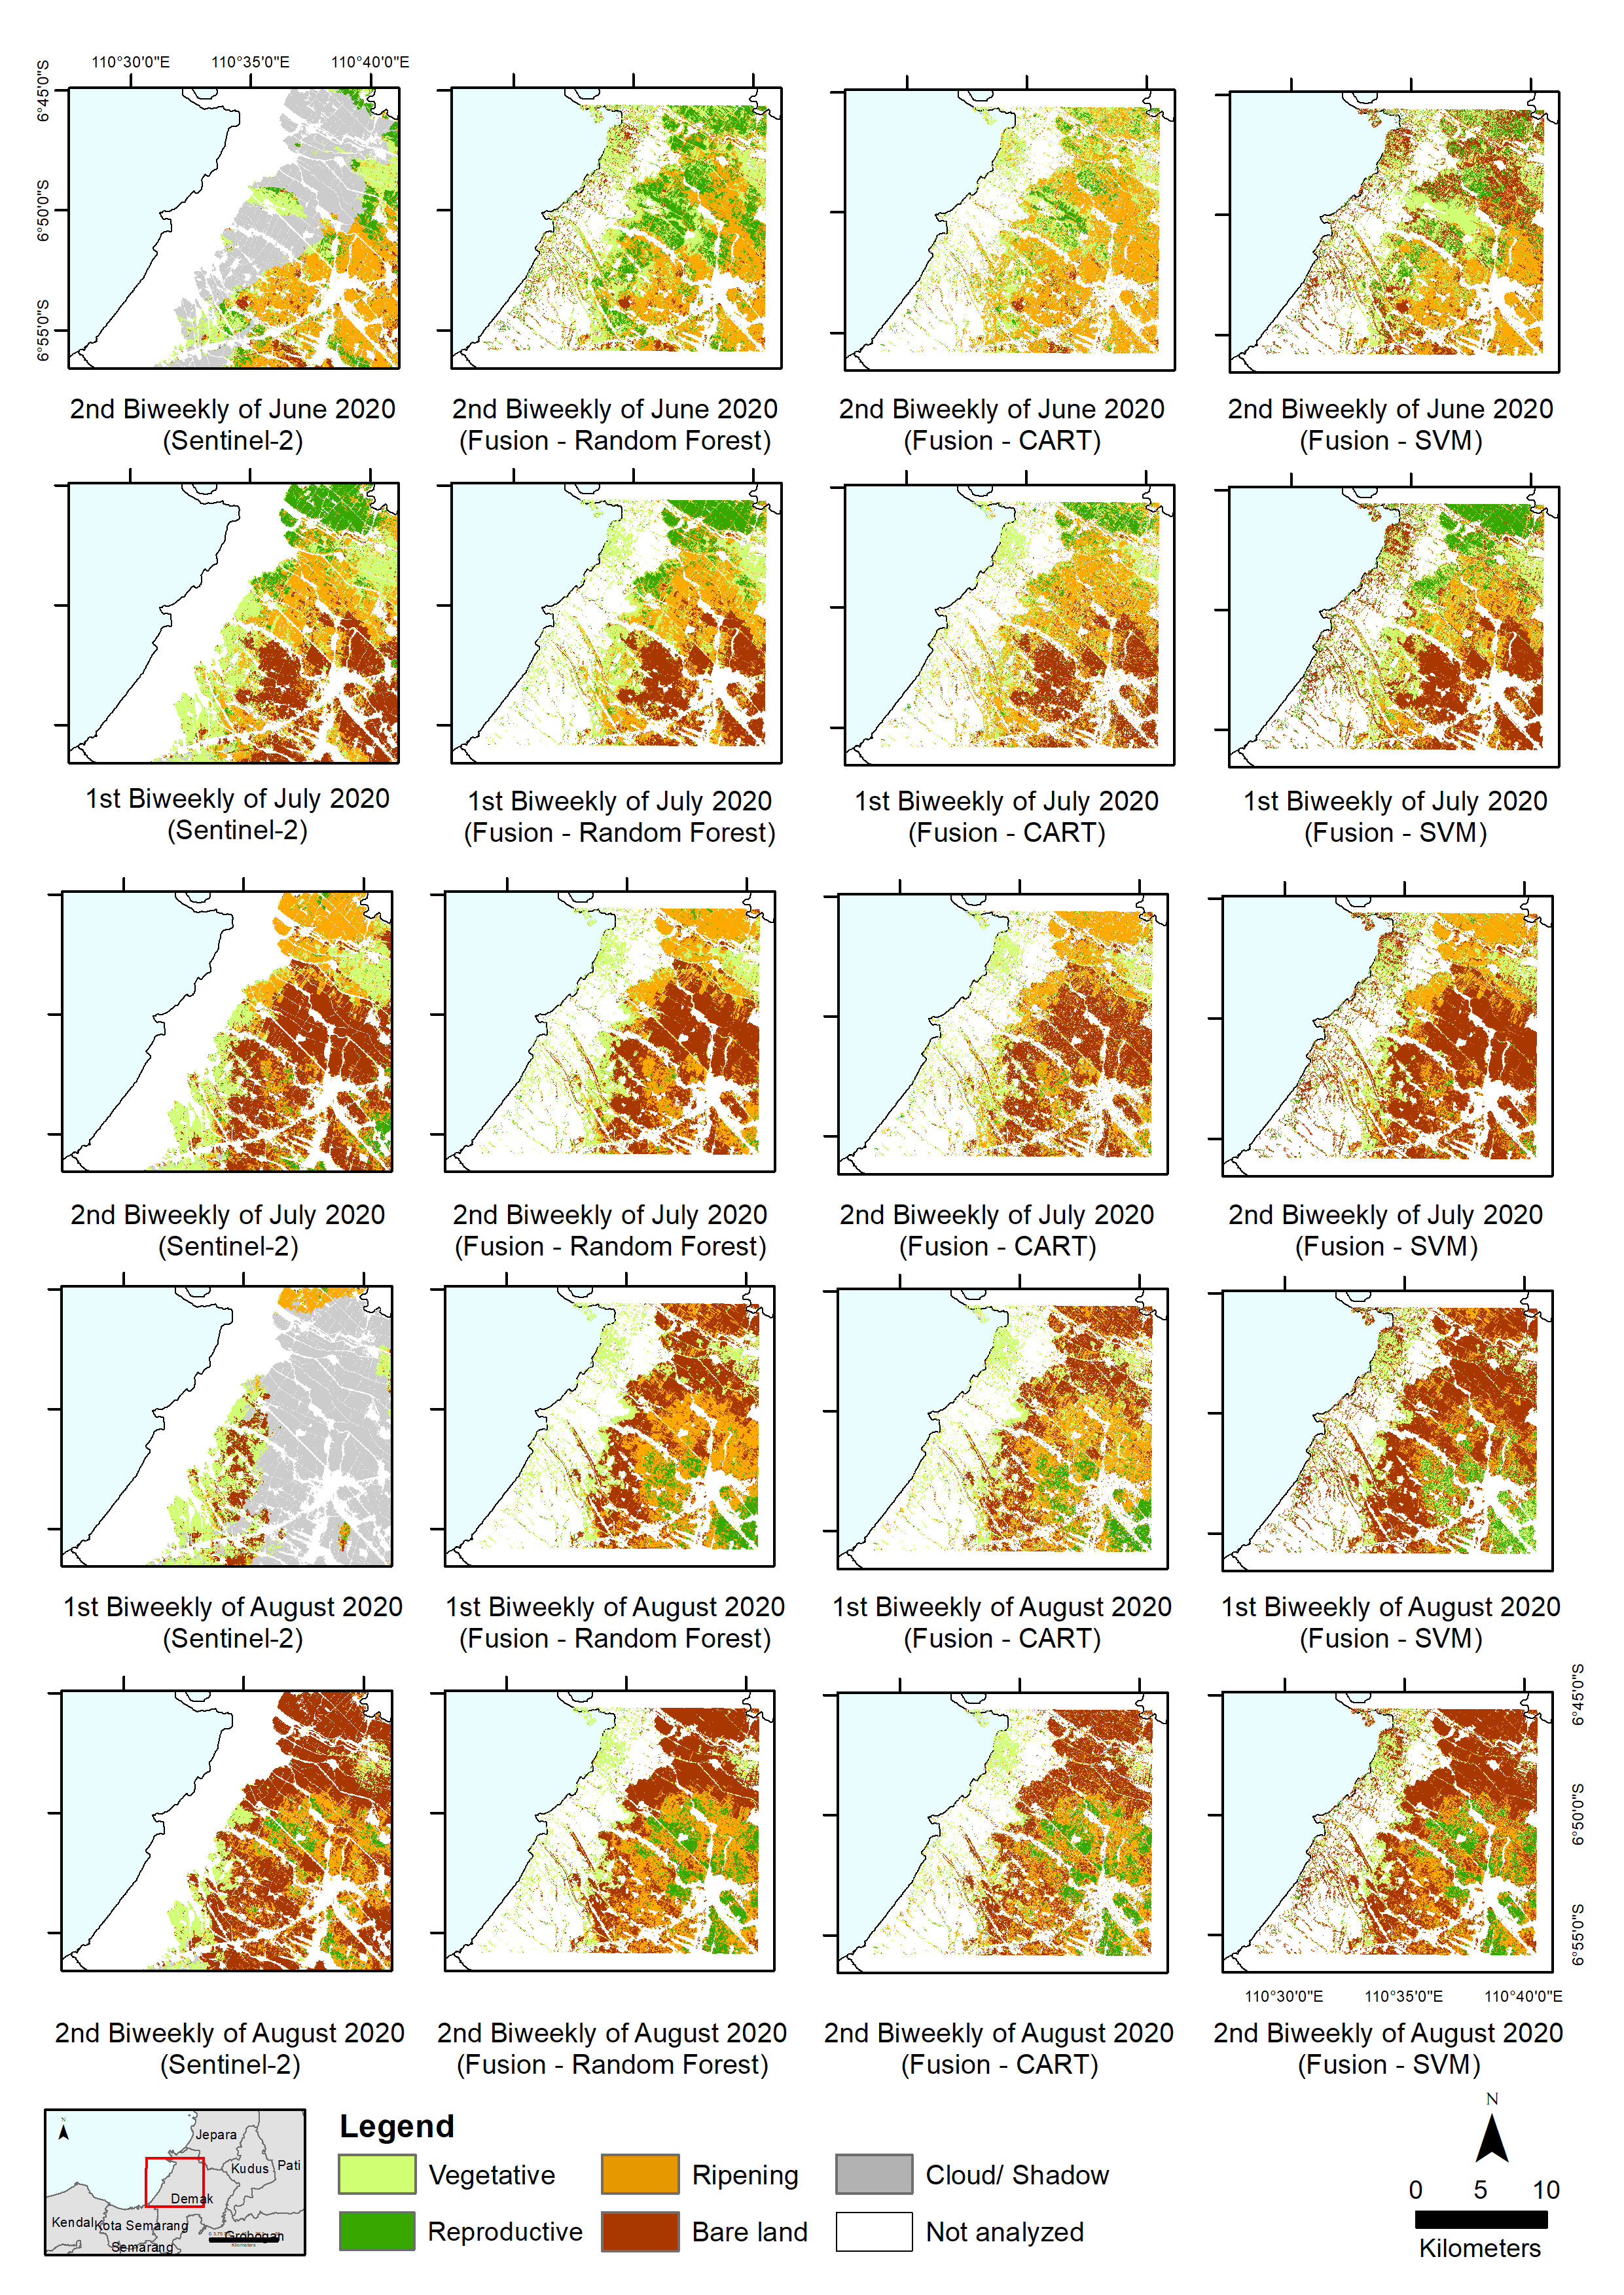 110°30'0"E 110°35'0"E 110°40'0"E
6°45'0"S
6°50'0"S
6°55'0"S
2nd Biweekly of June 2020
(Sentinel-2)
2nd Biweekly of June 2020
(Fusion - Random Forest)
2nd Biweekly of June 2020
(Fusion - CART)
2nd Biweekly of June 2020
(Fusion - SVM)
1st Biweekly of July 2020
(Sentinel-2)
1st Biweekly of July 2020
(Fusion - Random Forest)
1st Biweekly of July 2020
(Fusion - CART)
1st Biweekly of July 2020
(Fusion - SVM)
2nd Biweekly of July 2020
(Sentinel-2)
2nd Biweekly of July 2020
(Fusion - Random Forest)
2nd Biweekly of July 2020
(Fusion - CART)
2nd Biweekly of July 2020
(Fusion - SVM)
1st Biweekly of August 2020
(Sentinel-2)
1st Biweekly of August 2020
(Fusion - Random Forest)
1st Biweekly of August 2020
(Fusion - CART)
1st Biweekly of August 2020
(Fusion - SVM)
6°45'0"S
6°50'0"S
6°55'0"S
110°30'0"E 110°35'0"E 110°40'0"E
2nd Biweekly of August 2020
(Sentinel-2)
2nd Biweekly of August 2020
(Fusion - Random Forest)
2nd Biweekly of August 2020
(Fusion - CART)
2nd Biweekly of August 2020
(Fusion - SVM)
N
Jepara
Kudus
Pati
Demak
Kendal
Kota Semarang
Grobogan
Semarang
Kilometers
Legend
Vegetative
Ripening
Cloud/ Shadow
Reproductive
Bare land
Not analyzed
N
0 5 10
Kilometers